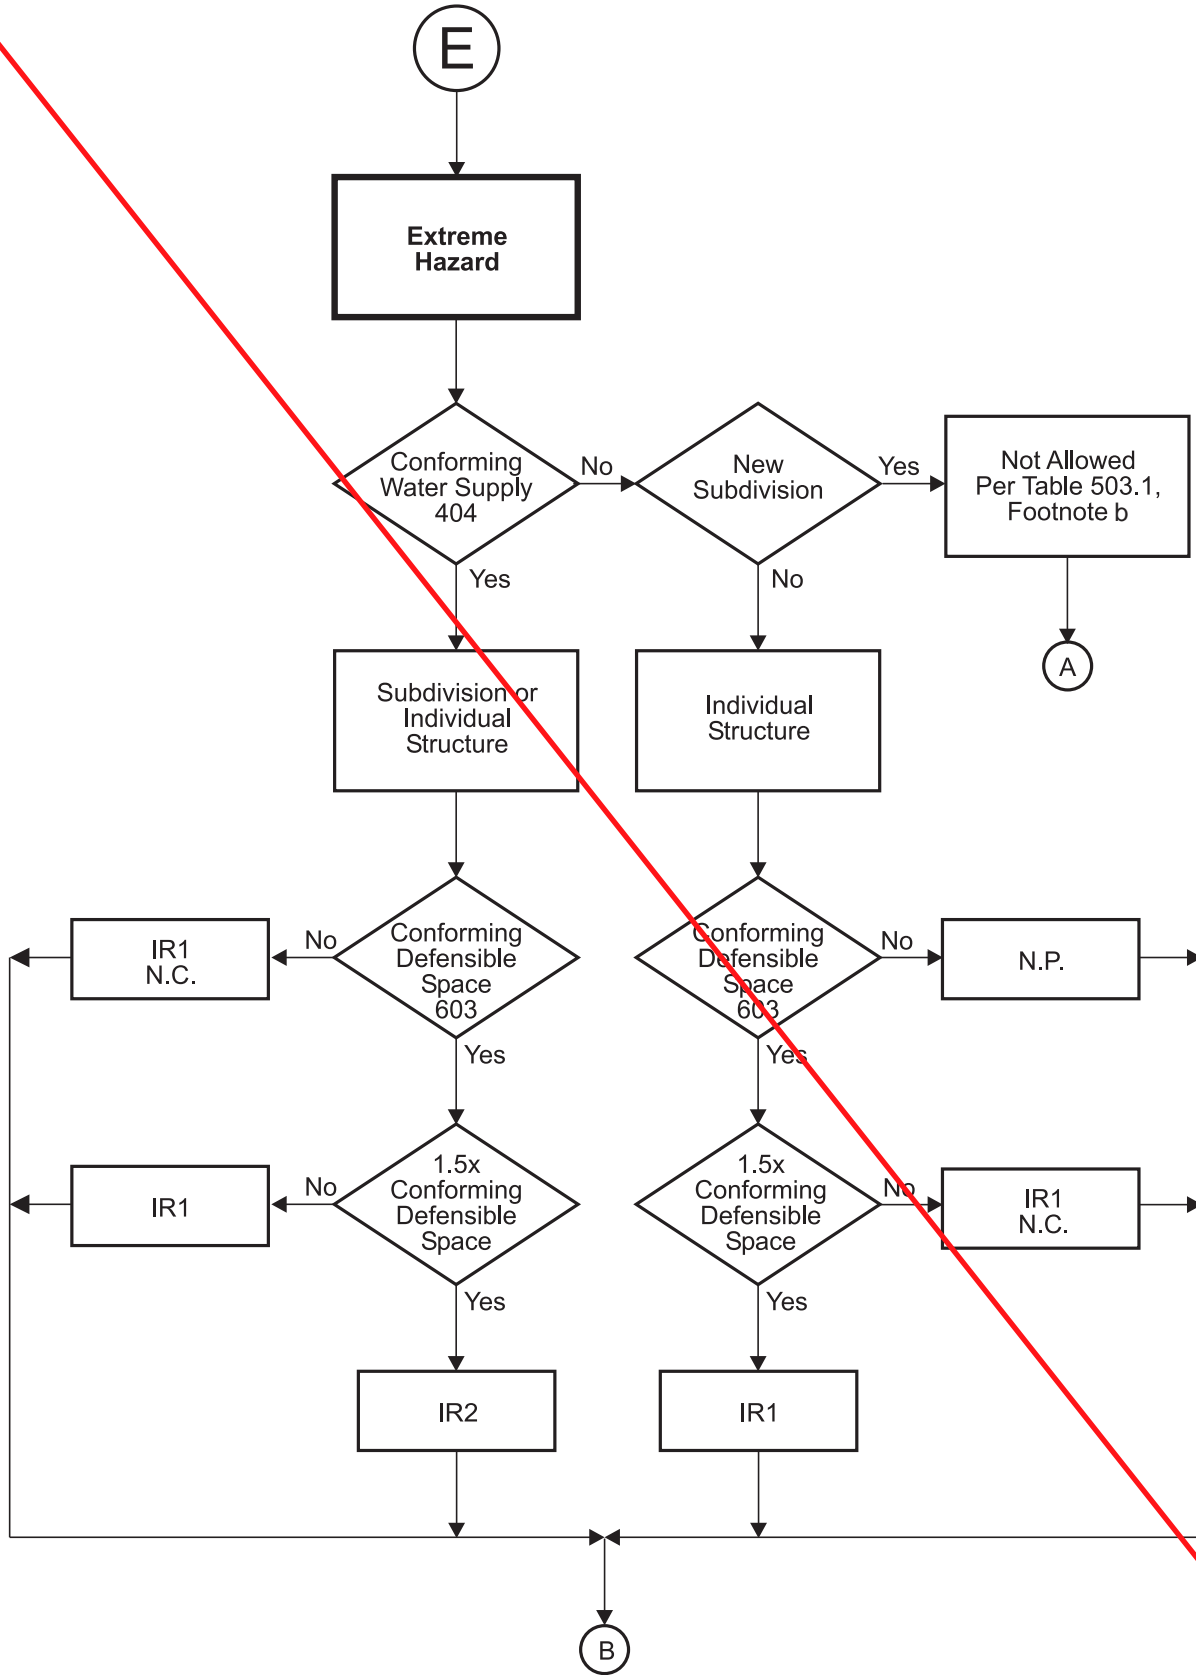 E
Extreme
Hazard
Conforming
Water Supply
404
No
New
Subdivision
Yes
Not Allowed
Per Table 503.1,
Footnote b
Yes
No
A
Subdivision or
Individual
Structure
Individual
Structure
IR1
N.C.
No
Conforming
Defensible
Space
603
Conforming
Defensible
Space
603
No
N.P.
Yes
Yes
IR1
No
1.5x
Conforming
Defensible
Space
1.5x
Conforming
Defensible
Space
No
IR1
N.C.
Yes
Yes
IR2
IR1
B